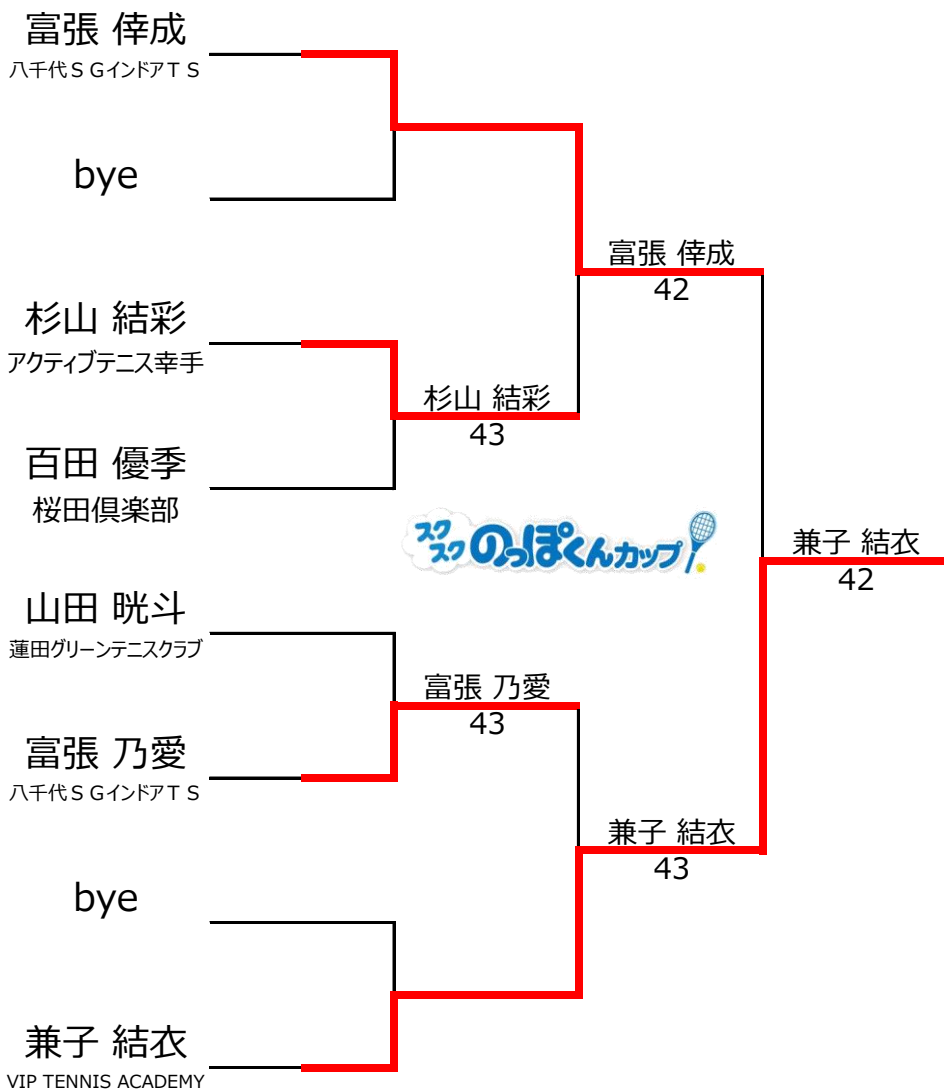 富張 倖成
八千代ＳＧインドアＴＳ
bye
杉山 結彩
アクティブテニス幸手
百田 優季
桜田倶楽部
山田 晄斗
蓮田グリーンテニスクラブ
富張 乃愛
八千代ＳＧインドアＴＳ
bye
兼子 結衣
VIP TENNIS ACADEMY
杉山 結彩
43
富張 乃愛
43
富張 倖成
42
兼子 結衣
43
スクスク のっぽくんカップ
兼子 結衣
42